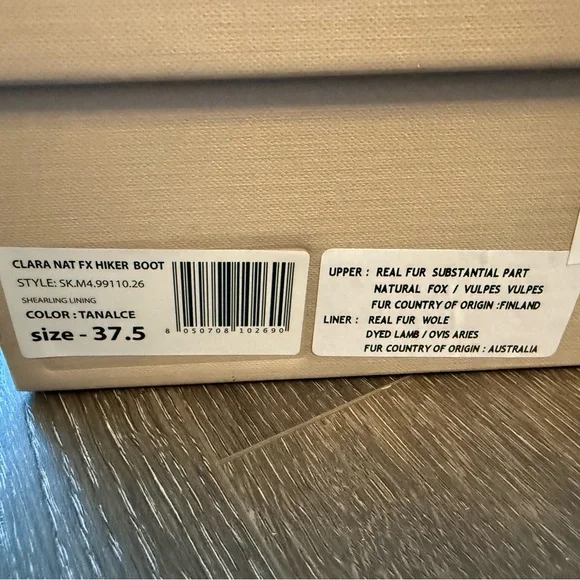 CLARA NAT FX HIKER BOOT
STYLE: SK.M4.99110.26
SHEARLING LINING
COLOR : TANALCE
size - 37.5
8 050708 102690
UPPER : REAL FUR SUBSTANTIAL PART
NATURAL FOX / VULPES VULPES
FUR COUNTRY OF ORIGIN :FINLAND
LINER : REAL FUR WOLE
DYED LAMB / OVIS ARIES
FUR COUNTRY OF ORIGIN : AUSTRALIA